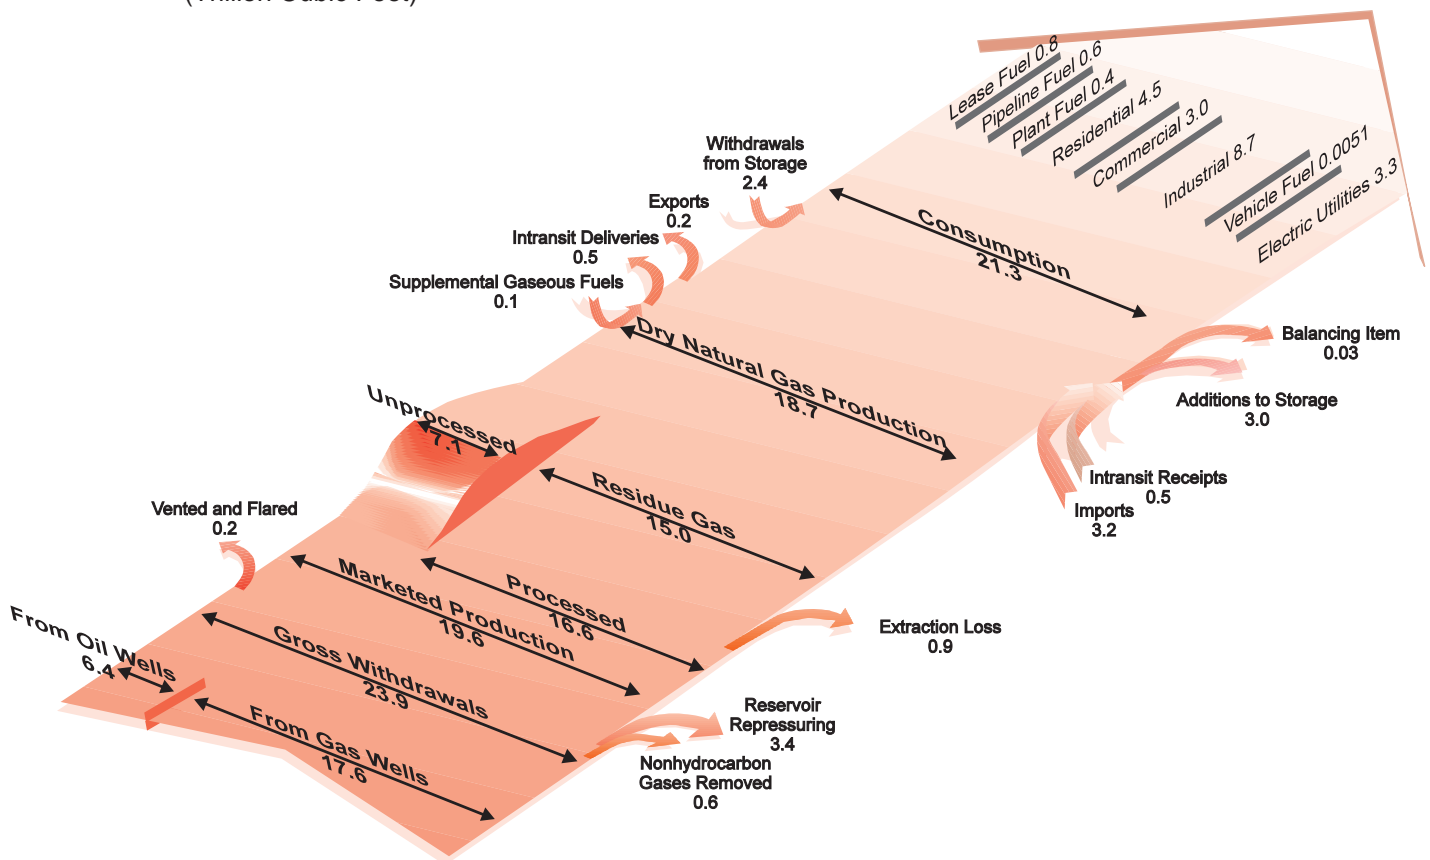 (Trillion Cubic Feet)
Lease Fuel 0.8
Pipeline Fuel 0.6
Plant Fuel 0.4
Residential 4.5
Commercial 3.0
Industrial 8.7
Vehicle Fuel 0.0051
Electric Utilities 3.3
Withdrawals
from Storage
2.4
Exports
0.2
Intransit Deliveries
0.5
Supplemental Gaseous Fuels
0.1
Consumption
21.3
Balancing Item
0.03
Additions to Storage
3.0
Dry Natural Gas Production
18.7
Intransit Receipts
0.5
Imports
3.2
Unprocessed
7.1
Residue Gas
15.0
Vented and Flared
0.2
Processed
16.6
Marketed Production
19.6
Extraction Loss
0.9
From Oil Wells
6.4
Gross Withdrawals
23.9
Reservoir
Repressuring
3.4
From Gas Wells
17.6
Nonhydrocarbon
Gases Removed
0.6